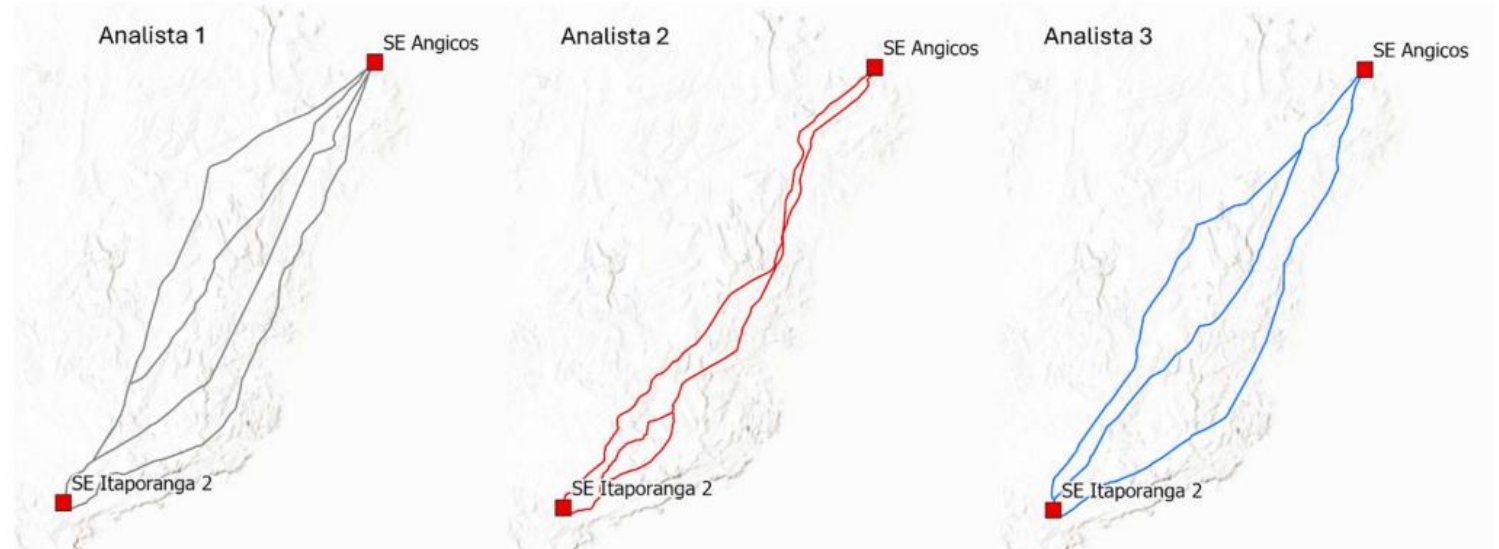 Analista 1
SE Angicos
SE Itaporanga 2
Analista 2
SE Angicos
SE Itaporanga 2
Analista 3
SE Angicos
SE Itaporanga 2